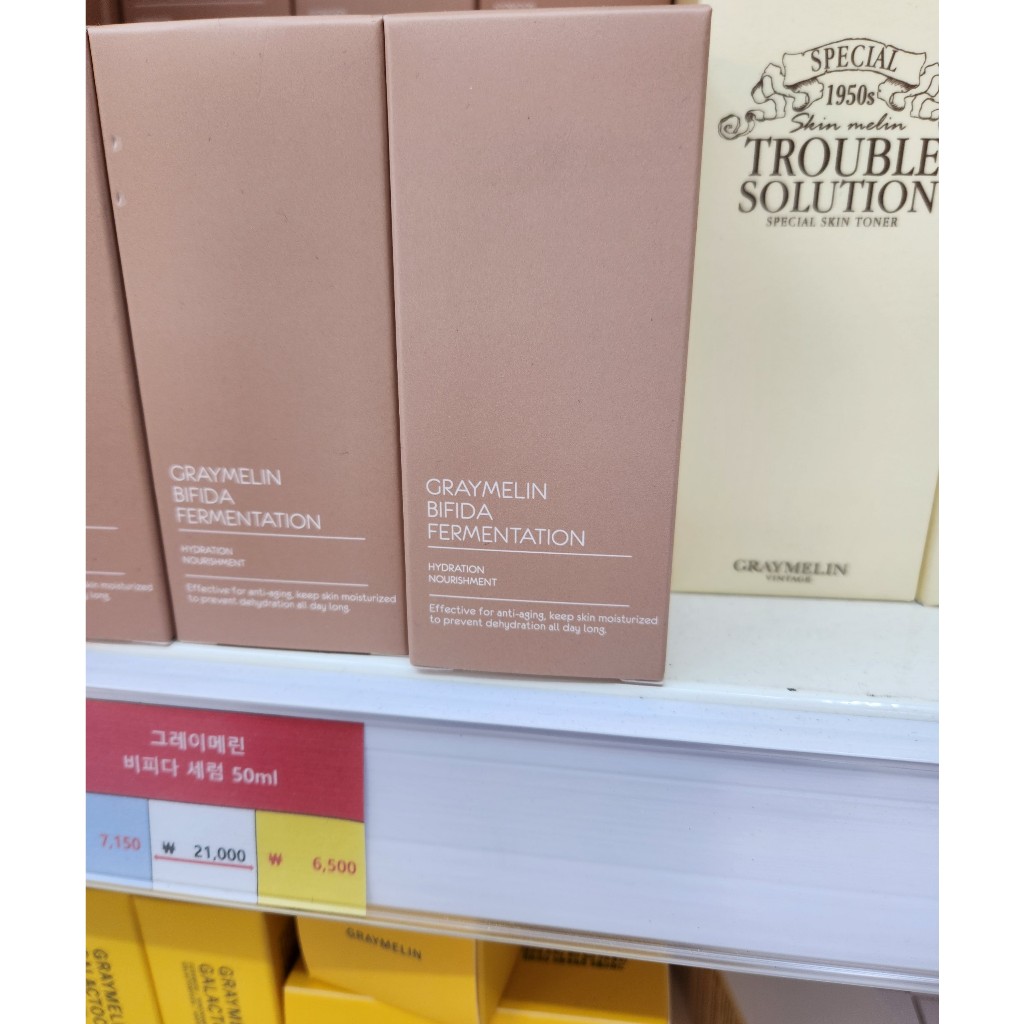 SPECIAL
1950s
Skin melin
TROUBLE
SOLUTION
SPECIAL SKIN TONER
GRAYMELIN
VINTAGE
GRAYMELIN
BIFIDA
FERMENTATION
HYDRATION
NOURISHMENT
Effective for anti-aging, keep skin moisturized
to prevent dehydration all day long.
GRAYMELIN
BIFIDA
FERMENTATION
HYDRATION
NOURISHMENT
Effective for anti-aging, keep skin moisturized
to prevent dehydration all day long.
skin moisturized
long.
그레이메린
비피다 세럼 50ml
7,150
₩ 21,000
₩ 6,500
GRAYMELIN
GRAYMELIN